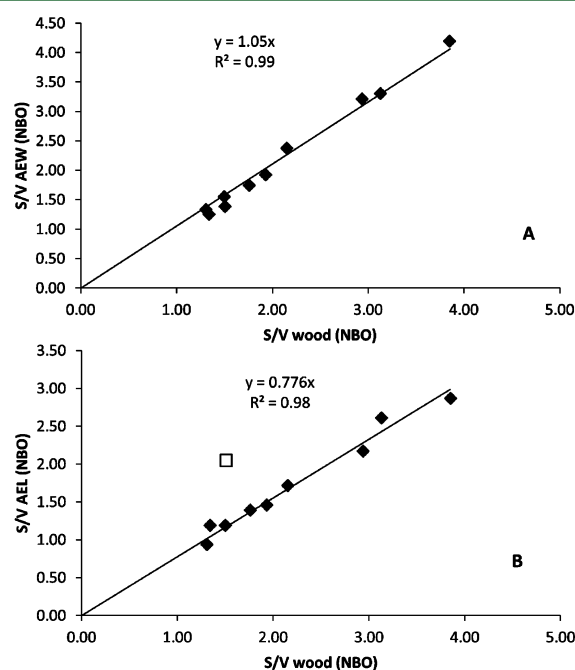 4.50
4.00
3.50
3.00
2.50
2.00
1.50
1.00
0.50
0.00
S/V AEW (NBO)
y = 1.05x
R² = 0.99
A
0.00 1.00 2.00 3.00 4.00 5.00
S/V wood (NBO)
3.50
3.00
2.50
2.00
1.50
1.00
0.50
0.00
S/V AEL (NBO)
y = 0.776x
R² = 0.98
B
0.00 1.00 2.00 3.00 4.00 5.00
S/V wood (NBO)